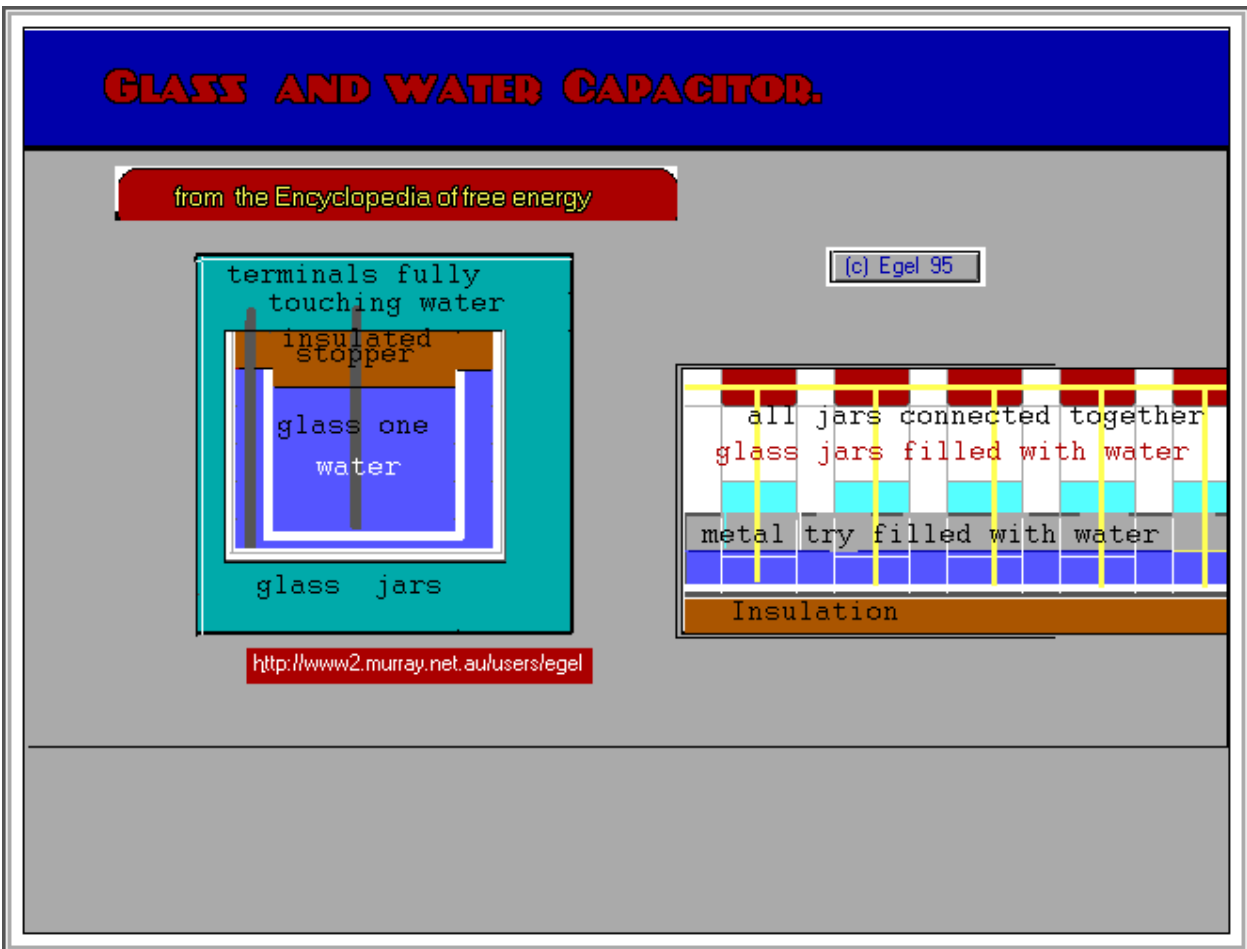 GLASS AND WATER CAPACITOR.
from the Encyclopedia of free energy
(c) Egel 95
terminals fully
touching water
insulated
stopper
glass one
water
glass jars
all jars connected together
glass jars filled with water
metal try filled with water
Insulation
http://www2.murray.net.au/users/egel